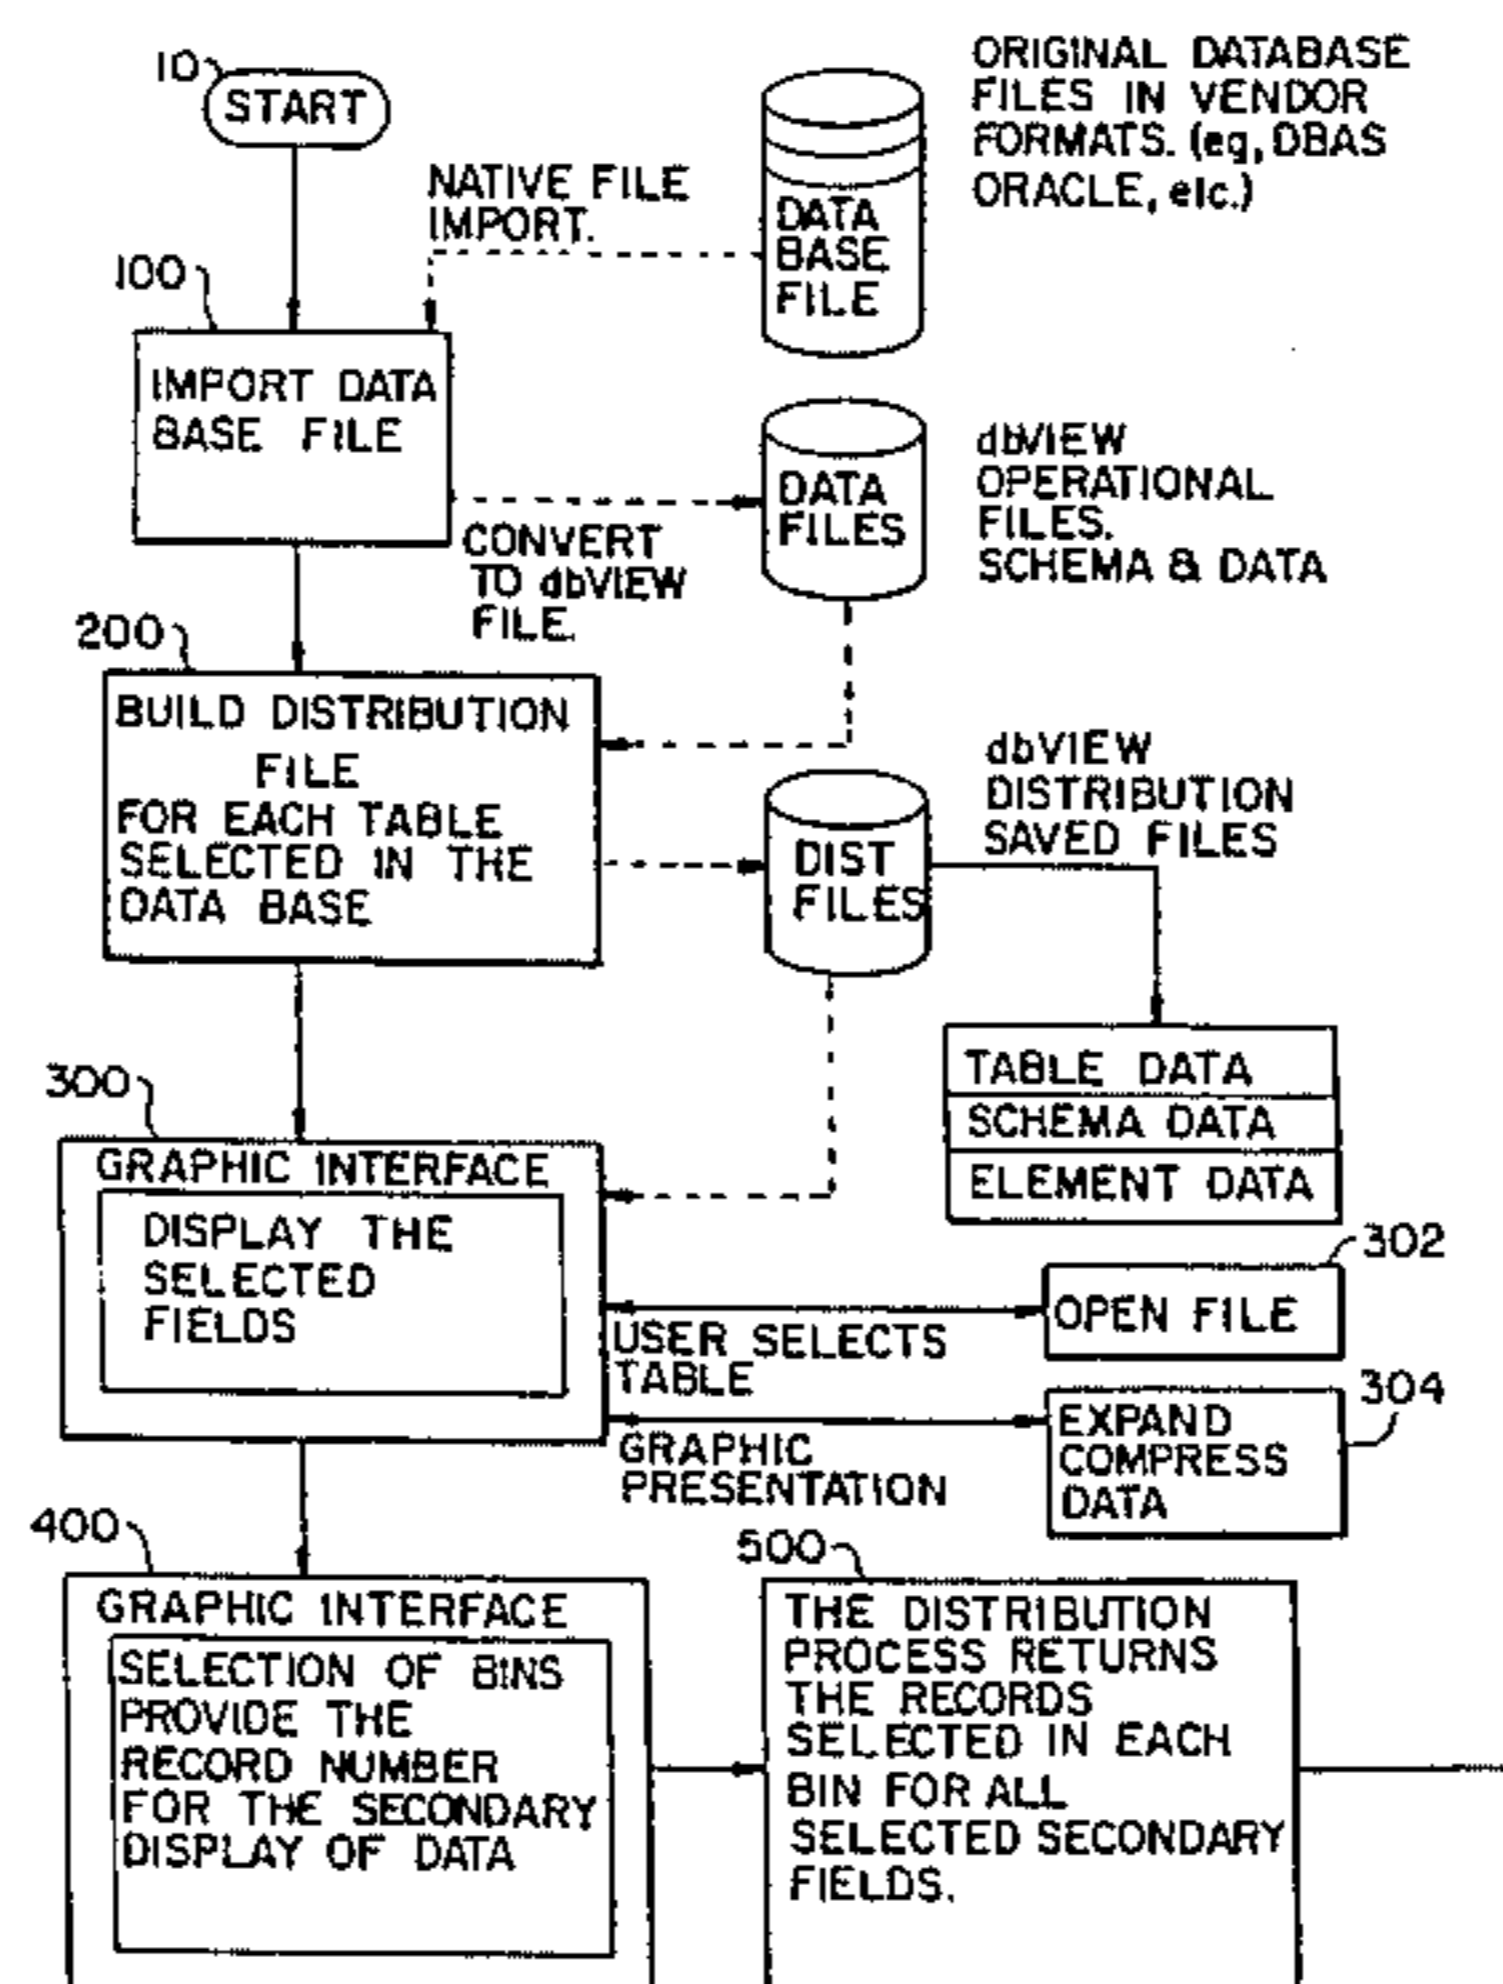 10
START
ORIGINAL DATABASE
FILES IN VENDOR
FORMATS. (eg, DBAS
ORACLE, etc.)
NATIVE FILE
IMPORT.
DATA
BASE
FILE
100
IMPORT DATA
BASE FILE
DATA
FILES
dbVIEW
OPERATIONAL
FILES.
SCHEMA & DATA
CONVERT
TO dbVIEW
FILE.
200
BUILD DISTRIBUTION
FILE
FOR EACH TABLE
SELECTED IN THE
DATA BASE
dbVIEW
DISTRIBUTION
SAVED FILES
DIST
FILES
TABLE DATA
SCHEMA DATA
ELEMENT DATA
300
GRAPHIC INTERFACE
DISPLAY THE
SELECTED
FIELDS
302
OPEN FILE
USER SELECTS
TABLE
304
EXPAND
COMPRESS
DATA
GRAPHIC
PRESENTATION
400
GRAPHIC INTERFACE
SELECTION OF BINS
PROVIDE THE
RECORD NUMBER
FOR THE SECONDARY
DISPLAY OF DATA
500
THE DISTRIBUTION
PROCESS RETURNS
THE RECORDS
SELECTED IN EACH
BIN FOR ALL
SELECTED SECONDARY
FIELDS.